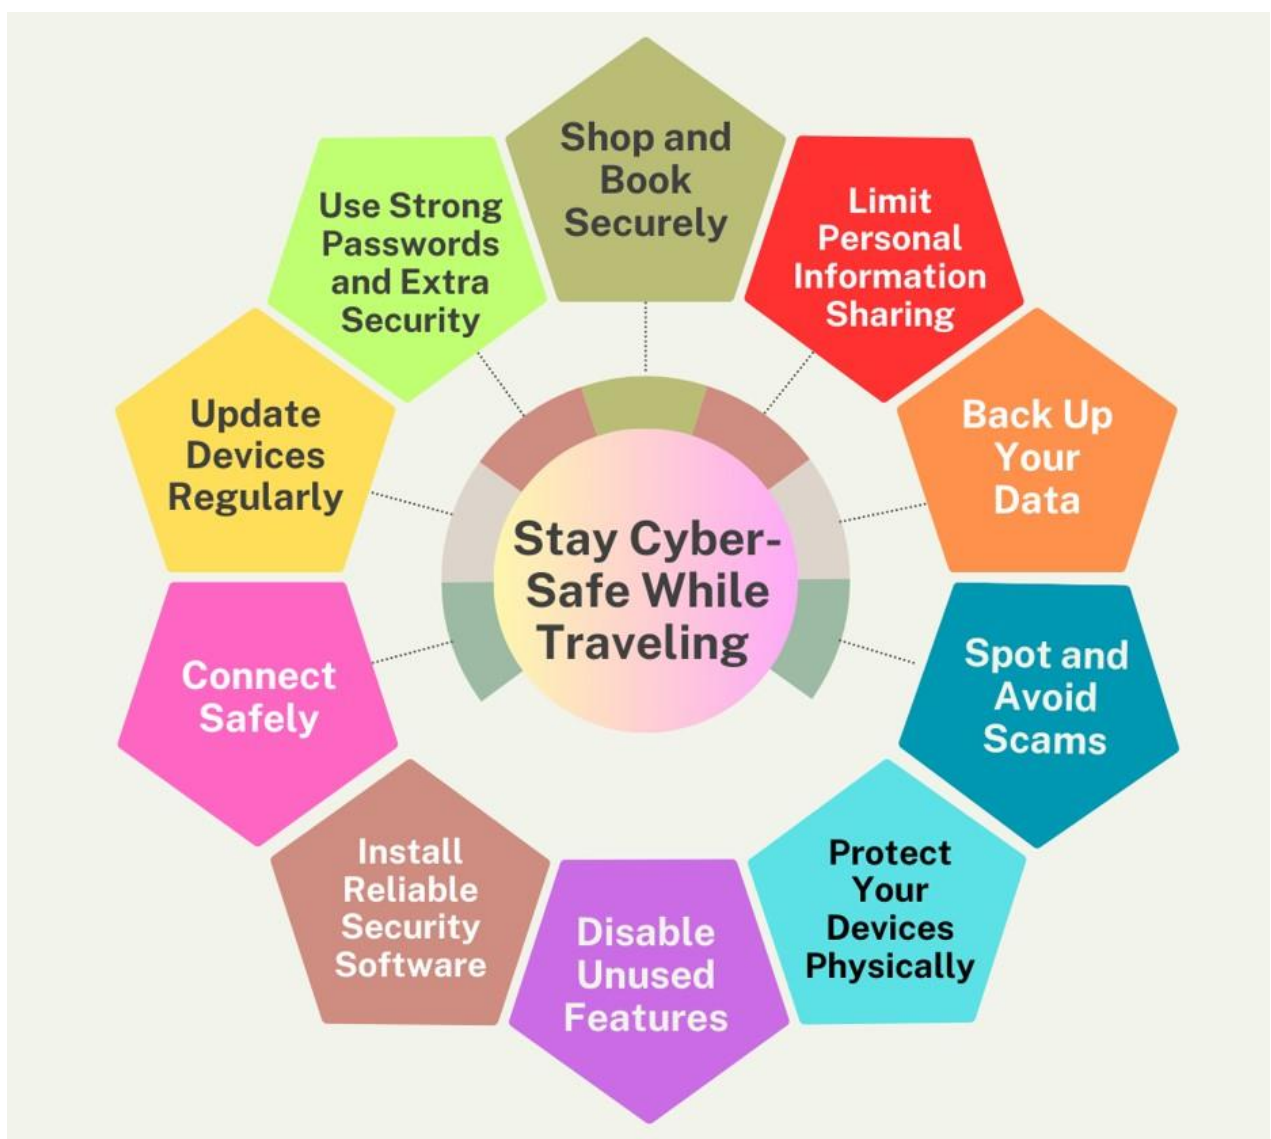 Shop and
Book
Securely
Limit
Personal
Information
Sharing
Back Up
Your
Data
Spot and
Avoid
Scams
Protect
Your
Devices
Physically
Disable
Unused
Features
Install
Reliable
Security
Software
Connect
Safely
Update
Devices
Regularly
Use Strong
Passwords
and Extra
Security
Stay Cyber-
Safe While
Traveling